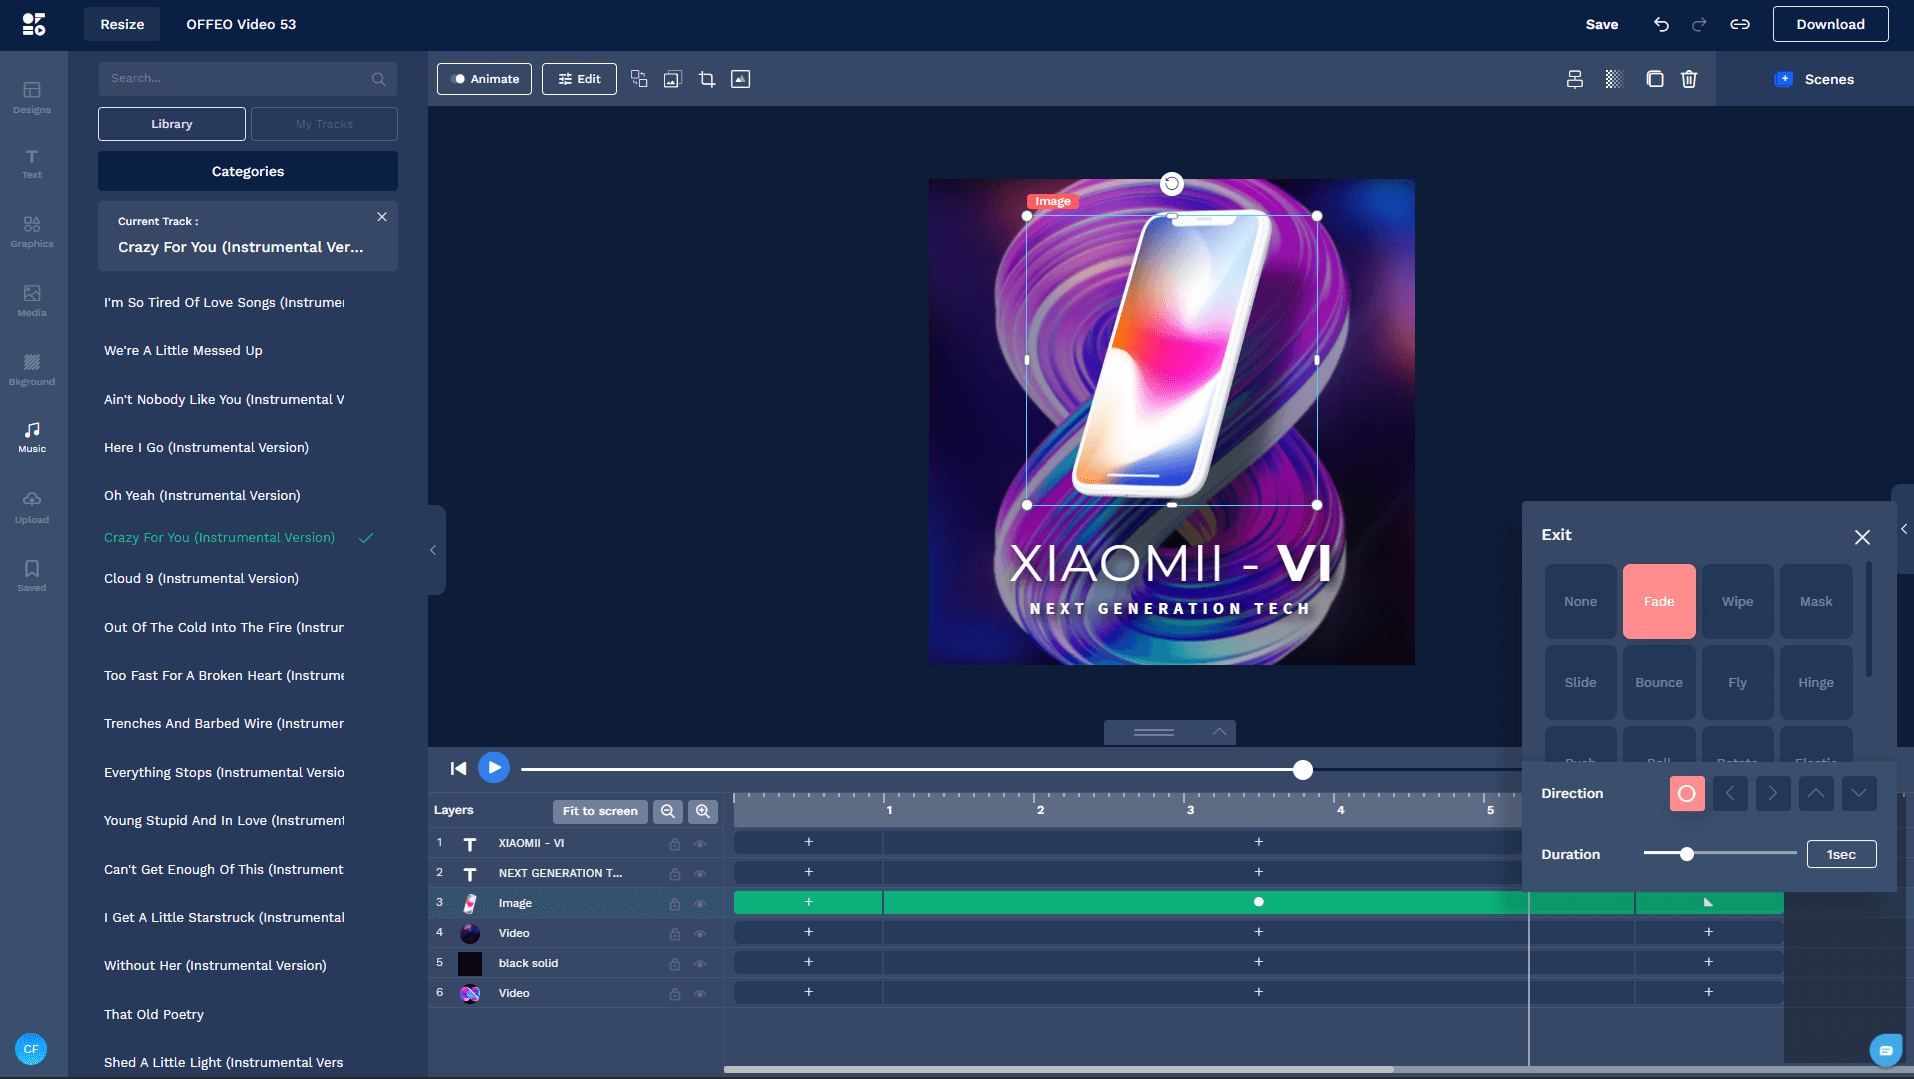 Resize
OFFEO Video 53
Save
Download
Search...
Animate
Edit
Scenes
Designs
Text
Graphics
Media
Bkground
Music
Upload
Saved
CF
Library
My Tracks
Categories
Current Track :
Crazy For You (Instrumental Ver...
I'm So Tired Of Love Songs (Instrumen
We're A Little Messed Up
Ain't Nobody Like You (Instrumental V
Here I Go (Instrumental Version)
Oh Yeah (Instrumental Version)
Crazy For You (Instrumental Version)
Cloud 9 (Instrumental Version)
Out Of The Cold Into The Fire (Instrun
Too Fast For A Broken Heart (Instrume
Trenches And Barbed Wire (Instrumen
Everything Stops (Instrumental Versio
Young Stupid And In Love (Instrument
Can't Get Enough Of This (Instrument
I Get A Little Starstruck (Instrumental
Without Her (Instrumental Version)
That Old Poetry
Shed A Little Light (Instrumental Vers
Image
XIAOMII - VI
NEXT GENERATION TECH
Exit
None
Fade
Wipe
Mask
Slide
Bounce
Fly
Hinge
Direction
Duration
1sec
Layers
Fit to screen
1 2 3 4 5
1 XIAOMII - VI
2 NEXT GENERATION T...
3 Image
4 Video
5 black solid
6 Video